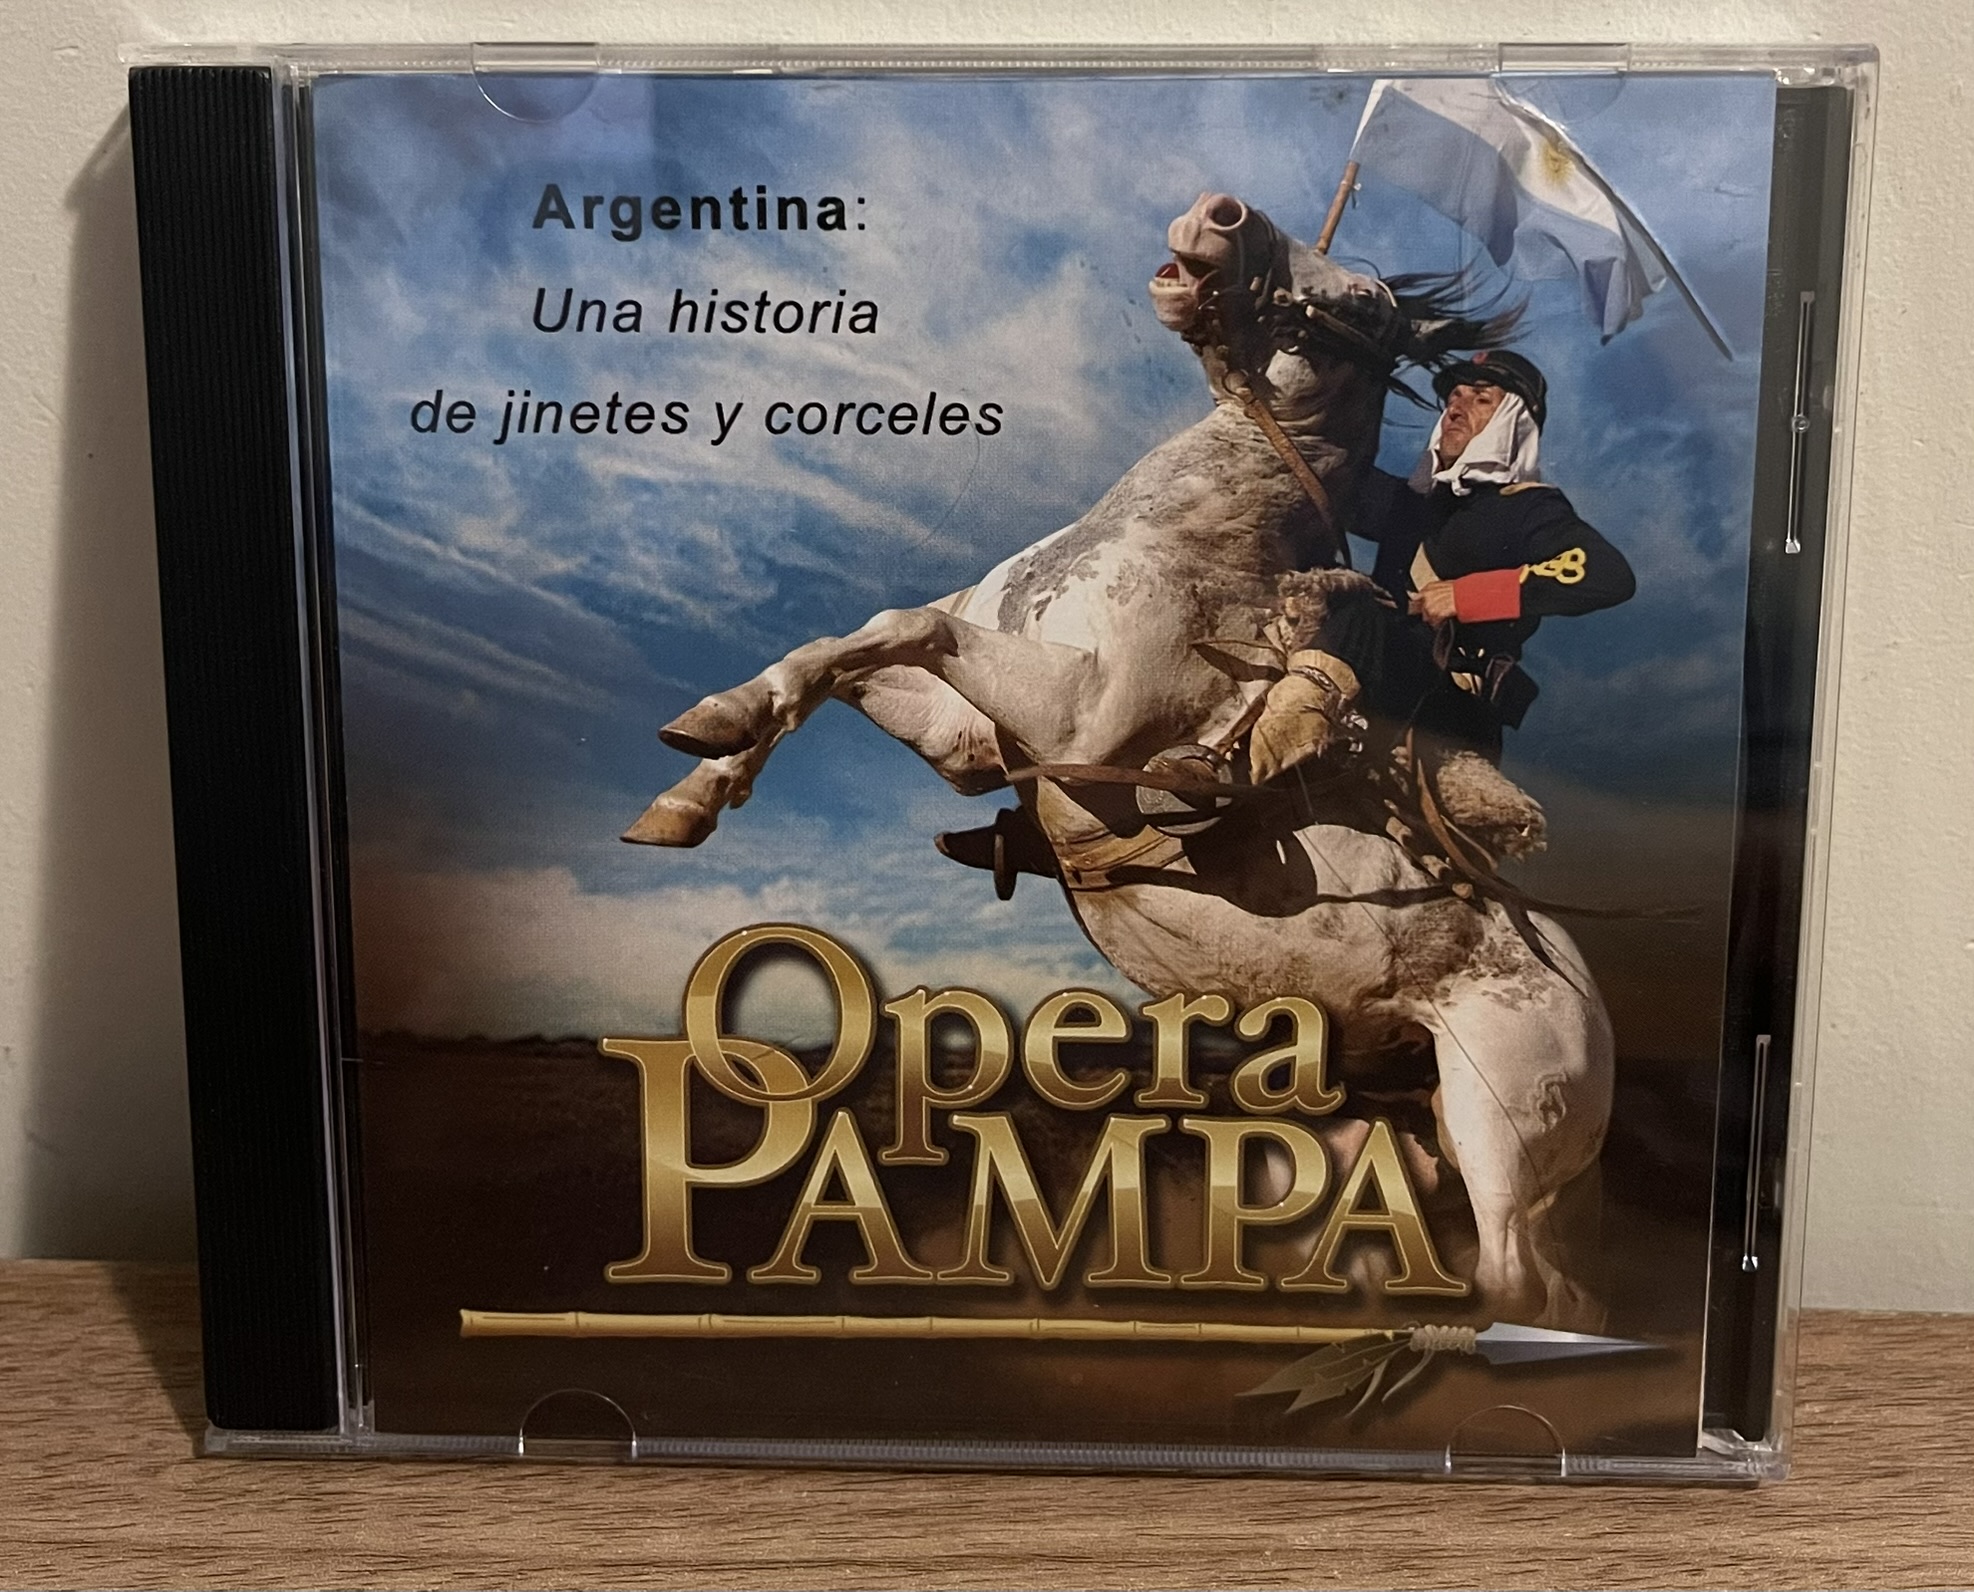 Argentina:
Una historia
de jinetes y corceles
Opera
PAMPA